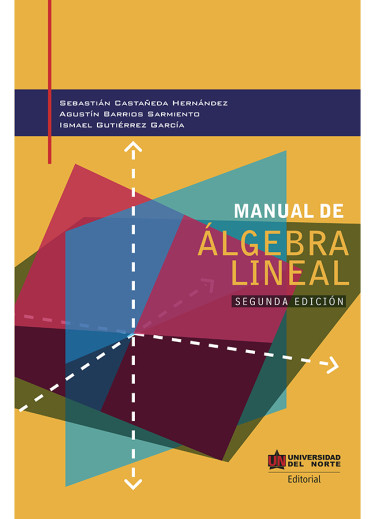 SEBASTIÁN CASTAÑEDA HERNÁNDEZ
AGUSTÍN BARRIOS SARMIENTO
ISMAEL GUTIÉRREZ GARCÍA
MANUAL DE
ÁLGEBRA
LINEAL
SEGUNDA EDICIÓN
UN UNIVERSIDAD
DEL NORTE
Editorial